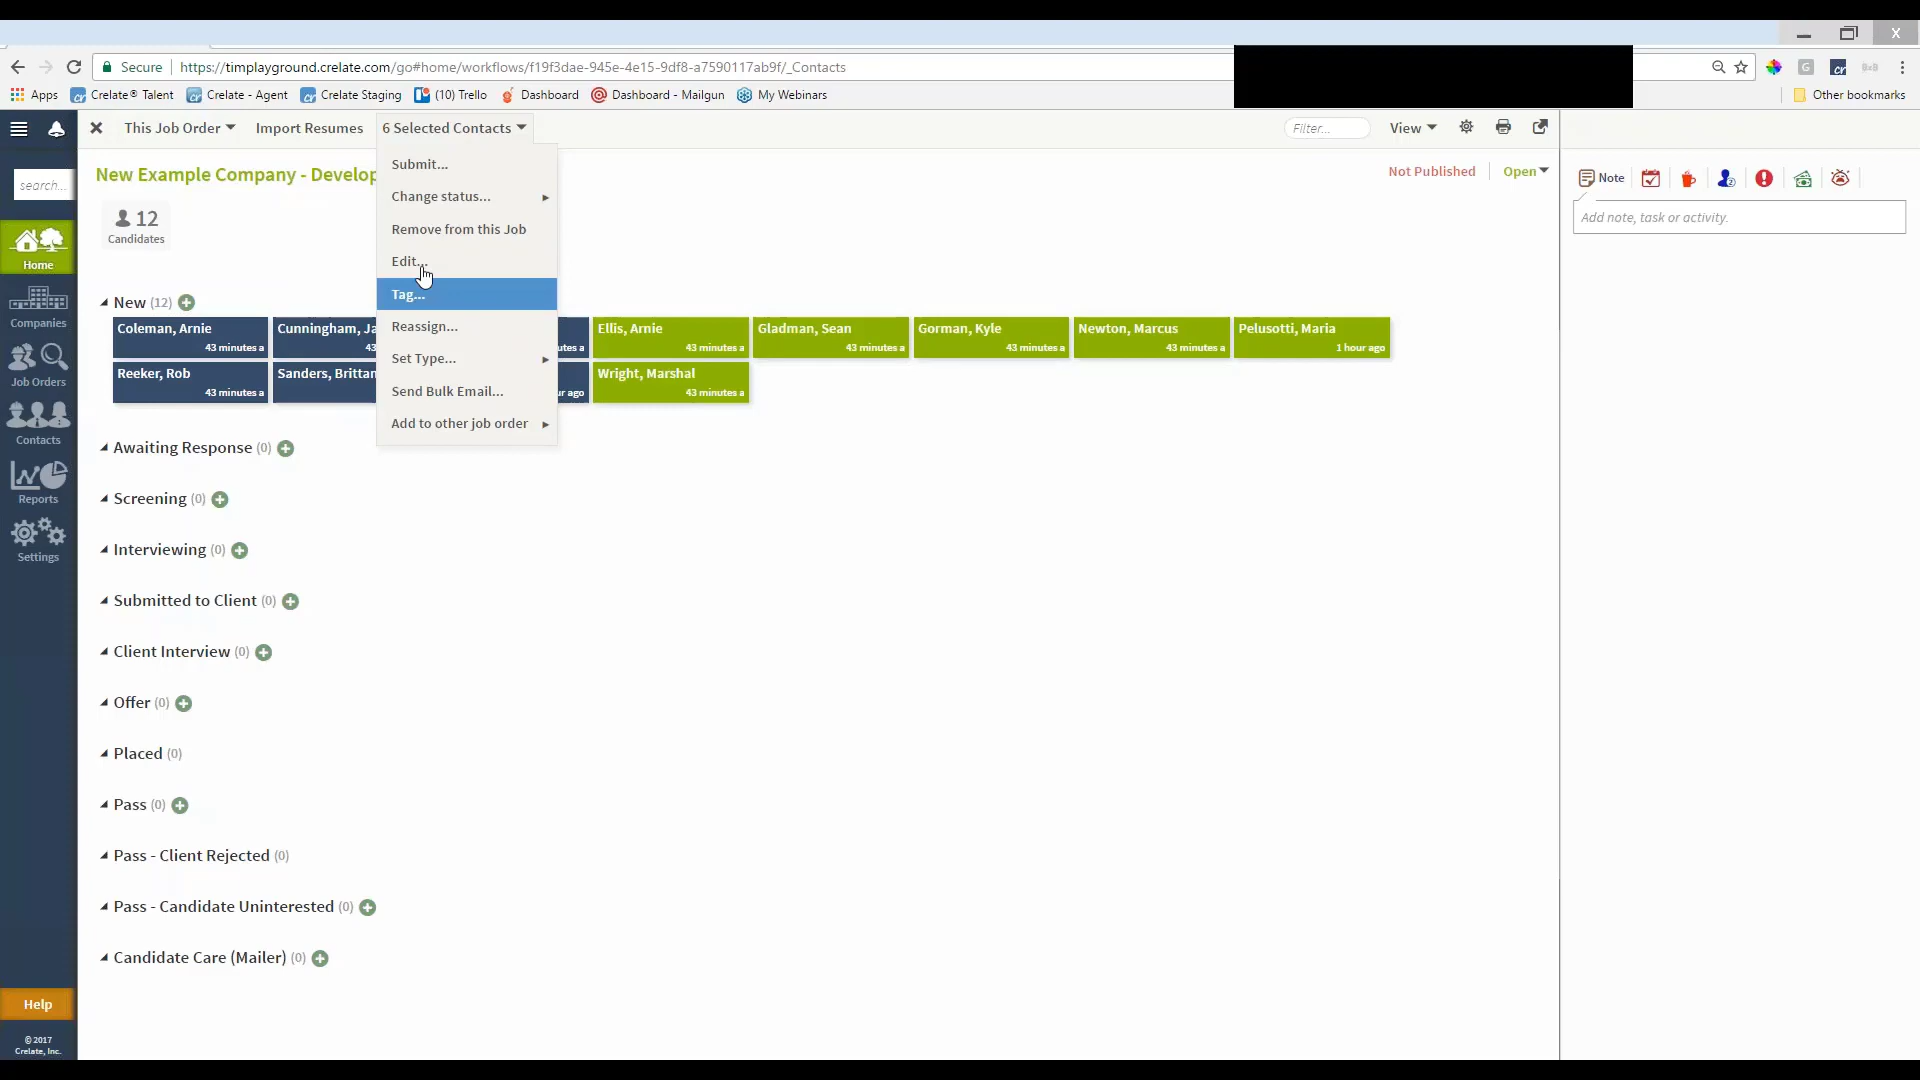 X
Secure https://timplayground.crelate.com/go#home/workflows/f19f3dae-945e-4e15-9df8-a7590117ab9f/_Contacts
Apps Crelate® Talent Crelate - Agent Crelate Staging (10) Trello Dashboard Dashboard - Mailgun My Webinars Other bookmarks
This Job Order Import Resumes 6 Selected Contacts Filter... View
New Example Company - Develop
Not Published Open
search...
12
Candidates
Home
Companies
Job Orders
Contacts
Reports
Settings
Help
© 2017
Crelate, Inc.
Submit...
Change status...
Remove from this Job
Edit...
Tag...
Reassign...
Set Type...
Send Bulk Email...
Add to other job order
New (12)
Coleman, Arnie
43 minutes a
Cunningham, Ja
43
utes a
Ellis, Arnie
43 minutes a
Gladman, Sean
43 minutes a
Gorman, Kyle
43 minutes a
Newton, Marcus
43 minutes a
Pelusotti, Maria
1 hour ago
Reeker, Rob
43 minutes a
Sanders, Brittan
ur ago
Wright, Marshal
43 minutes a
Awaiting Response (0)
Screening (0)
Interviewing (0)
Submitted to Client (0)
Client Interview (0)
Offer (0)
Placed (0)
Pass (0)
Pass - Client Rejected (0)
Pass - Candidate Uninterested (0)
Candidate Care (Mailer) (0)
Note
Add note, task or activity.